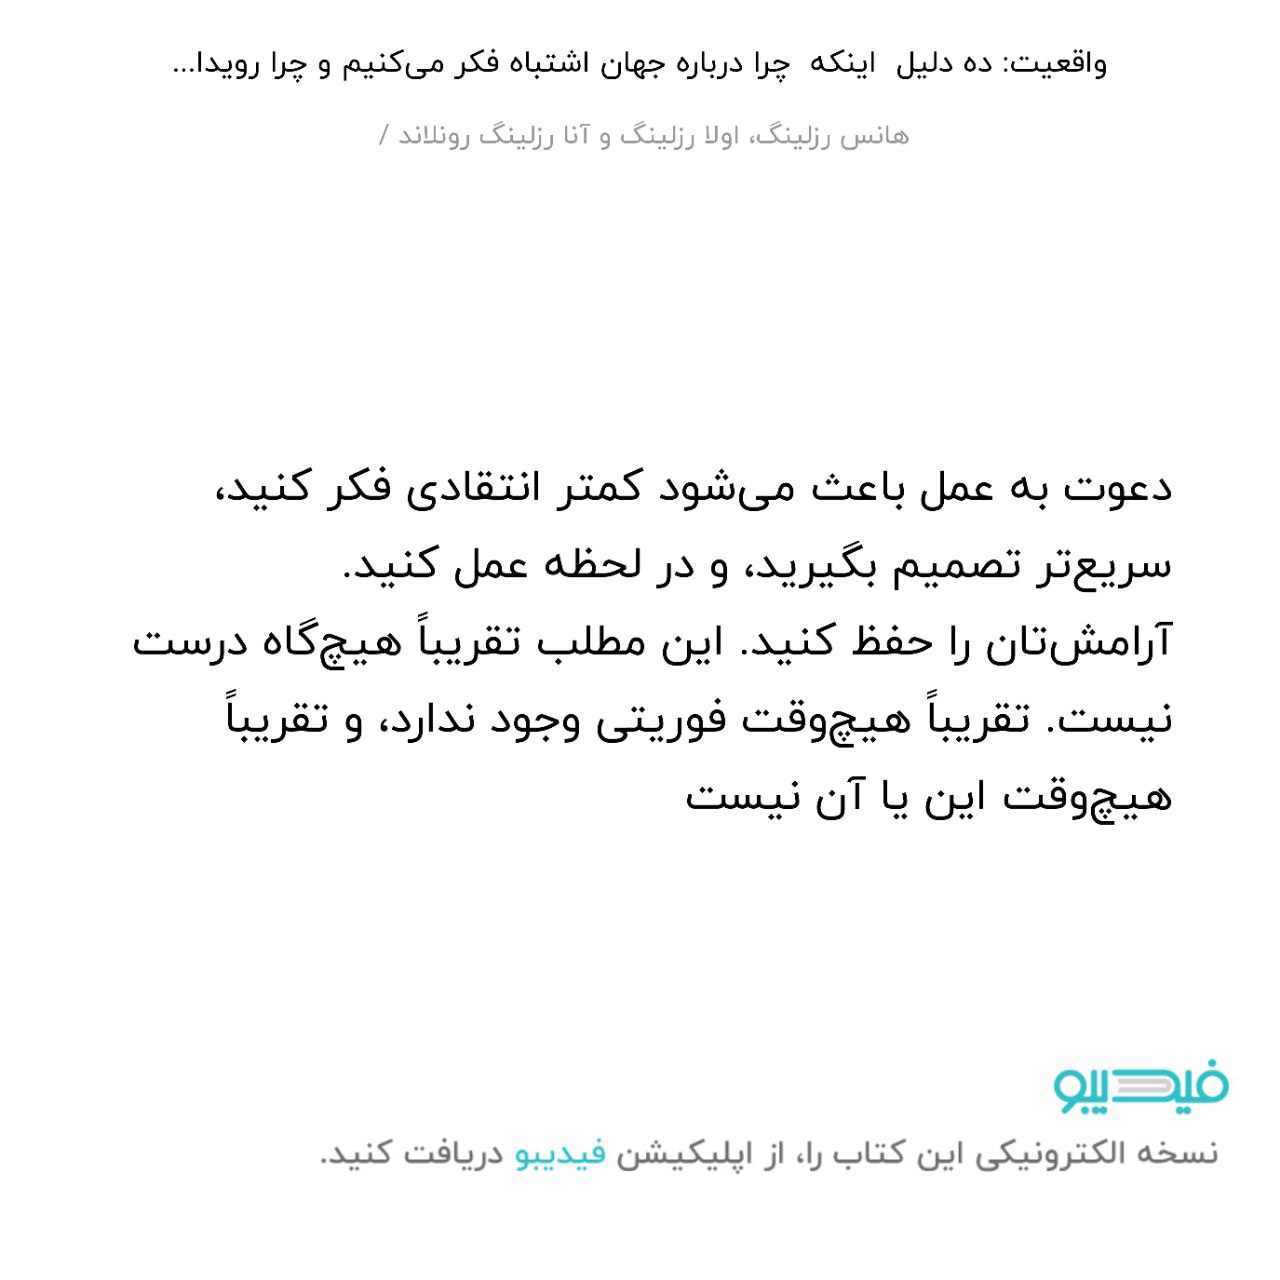 واقعیت: ده دلیل اینکه چرا درباره جهان اشتباه فکر می‌کنیم و چرا رویدا...
هانس رزلینگ، اولا رزلینگ و آنا رزلینگ رونلاند /
دعوت به عمل باعث می‌شود کمتر انتقادی فکر کنید،
سریع‌تر تصمیم بگیرید، و در لحظه عمل کنید.
آرامش‌تان را حفظ کنید. این مطلب تقریباً هیچ‌گاه درست
نیست. تقریباً هیچ‌وقت فوریتی وجود ندارد، و تقریباً
هیچ‌وقت این یا آن نیست
فیدیبو
نسخه الکترونیکی این کتاب را، از اپلیکیشن فیدیبو دریافت کنید.